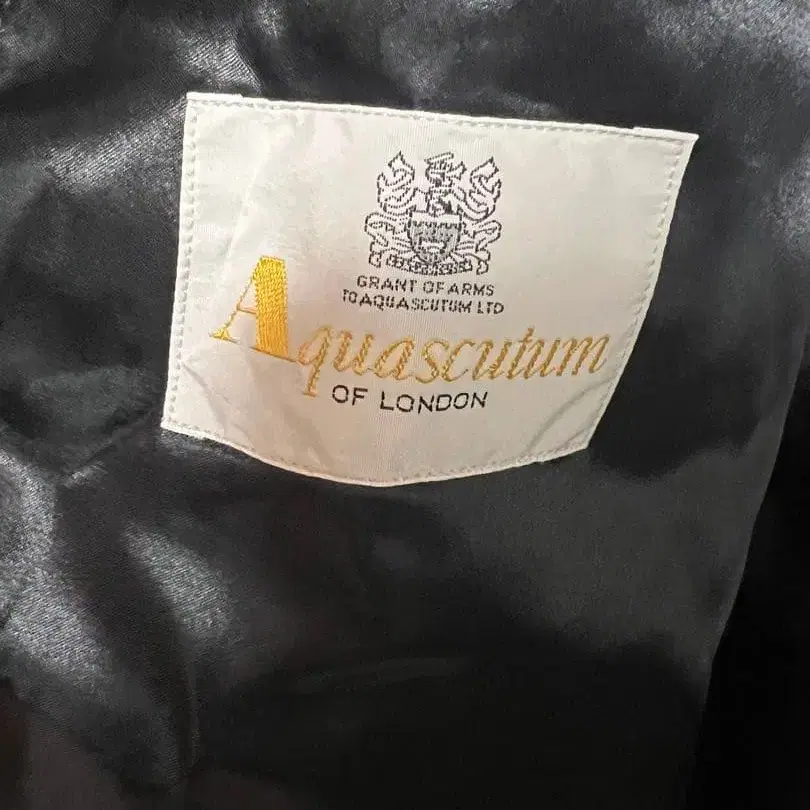 GRANT OF ARMS
TO AQUASCUTUM LTD
Aquascutum
OF LONDON